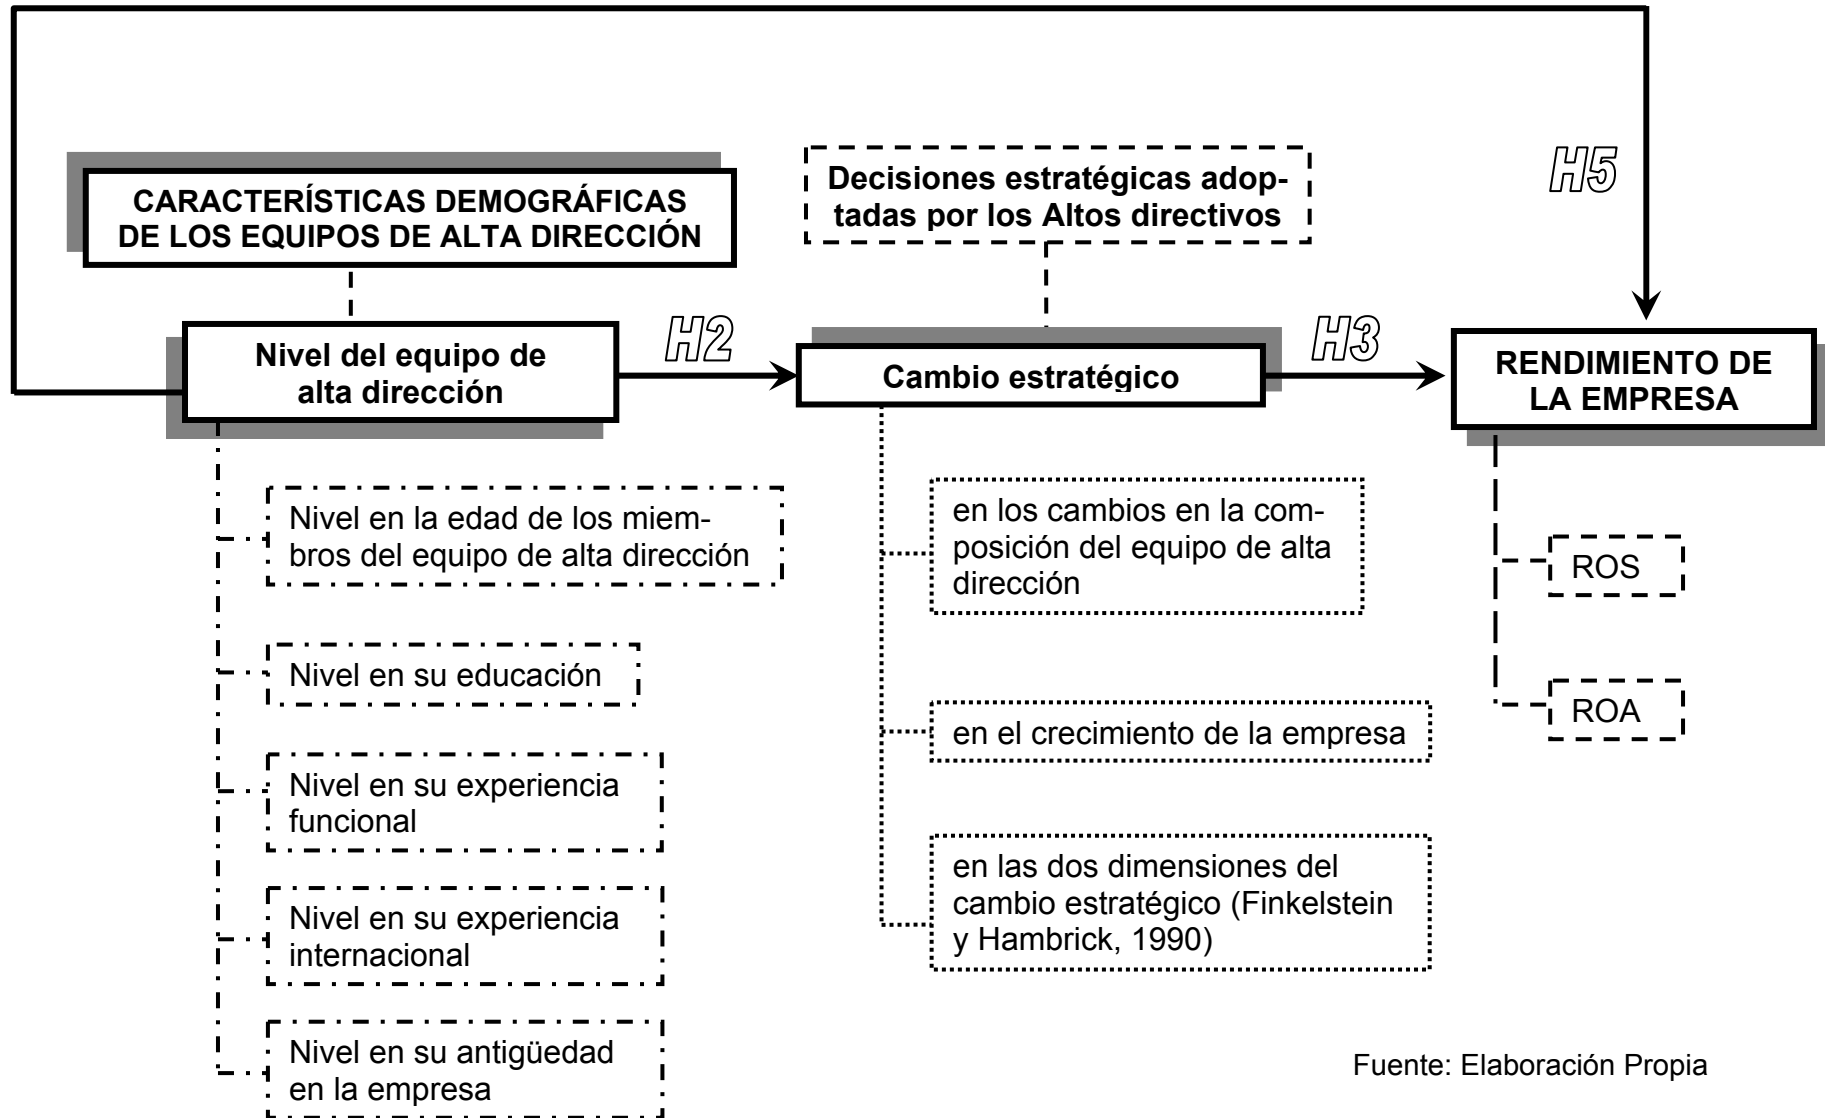 H5
CARACTERÍSTICAS DEMOGRÁFICAS
DE LOS EQUIPOS DE ALTA DIRECCIÓN
Decisiones estratégicas adop-
tadas por los Altos directivos
Nivel del equipo de
alta dirección
H2
Cambio estratégico
H3
RENDIMIENTO DE
LA EMPRESA
Nivel en la edad de los miem-
bros del equipo de alta dirección
Nivel en su educación
Nivel en su experiencia
funcional
Nivel en su experiencia
internacional
Nivel en su antigüedad
en la empresa
en los cambios en la com-
posición del equipo de alta
dirección
en el crecimiento de la empresa
en las dos dimensiones del
cambio estratégico (Finkelstein
y Hambrick, 1990)
ROS
ROA
Fuente: Elaboración Propia